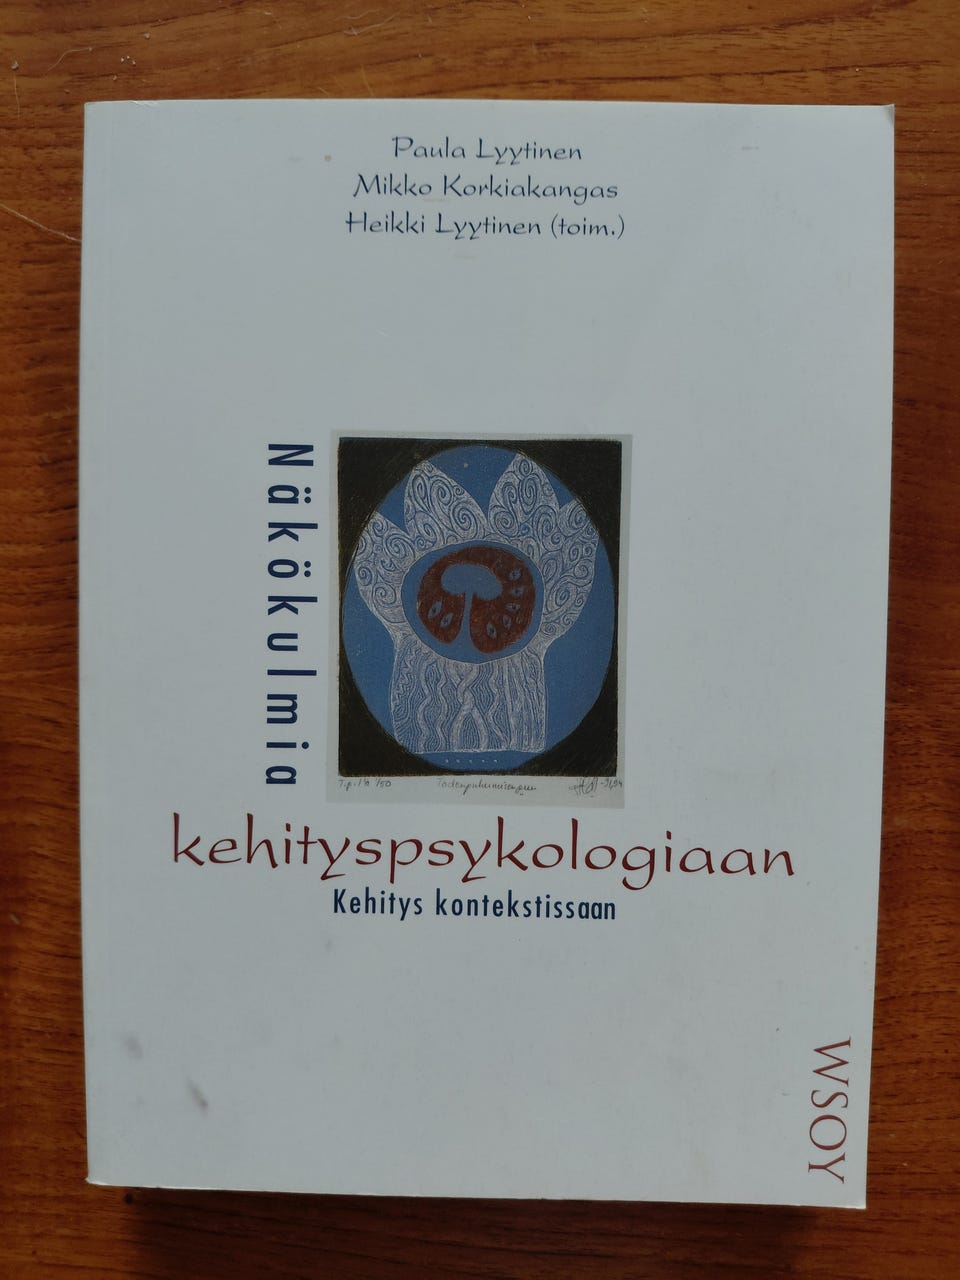 Paula Lyytinen
Mikko Korkiakangas
Heikki Lyytinen (toim.)
Näkökulmia
kehityspsykologiaan
Kehitys kontekstissaan
WSOY